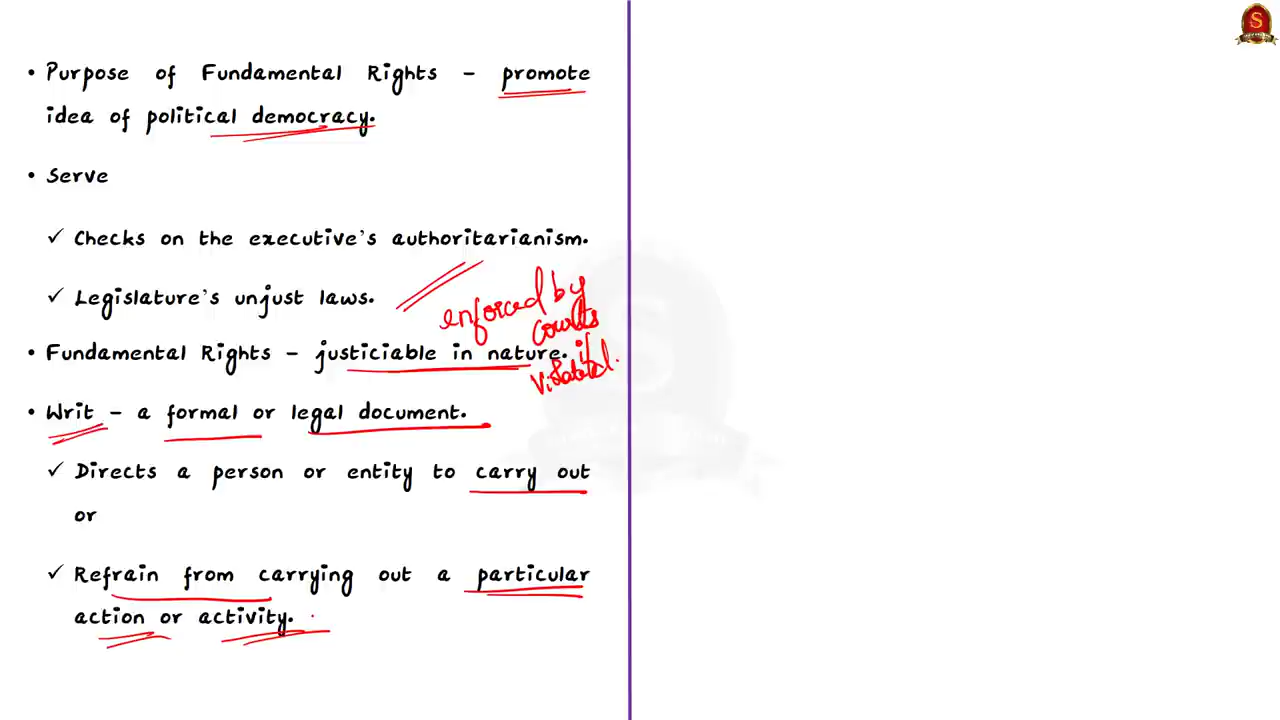 • Purpose of Fundamental Rights - promote
idea of political democracy.
• Serve
✓ Checks on the executive's authoritarianism.
✓ Legislature's unjust laws.
enforced by
courts
• Fundamental Rights - justiciable in nature. if
violated.
• Writ - a formal or legal document.
✓ Directs a person or entity to carry out
or
✓ Refrain from carrying out a particular
action or activity.
S